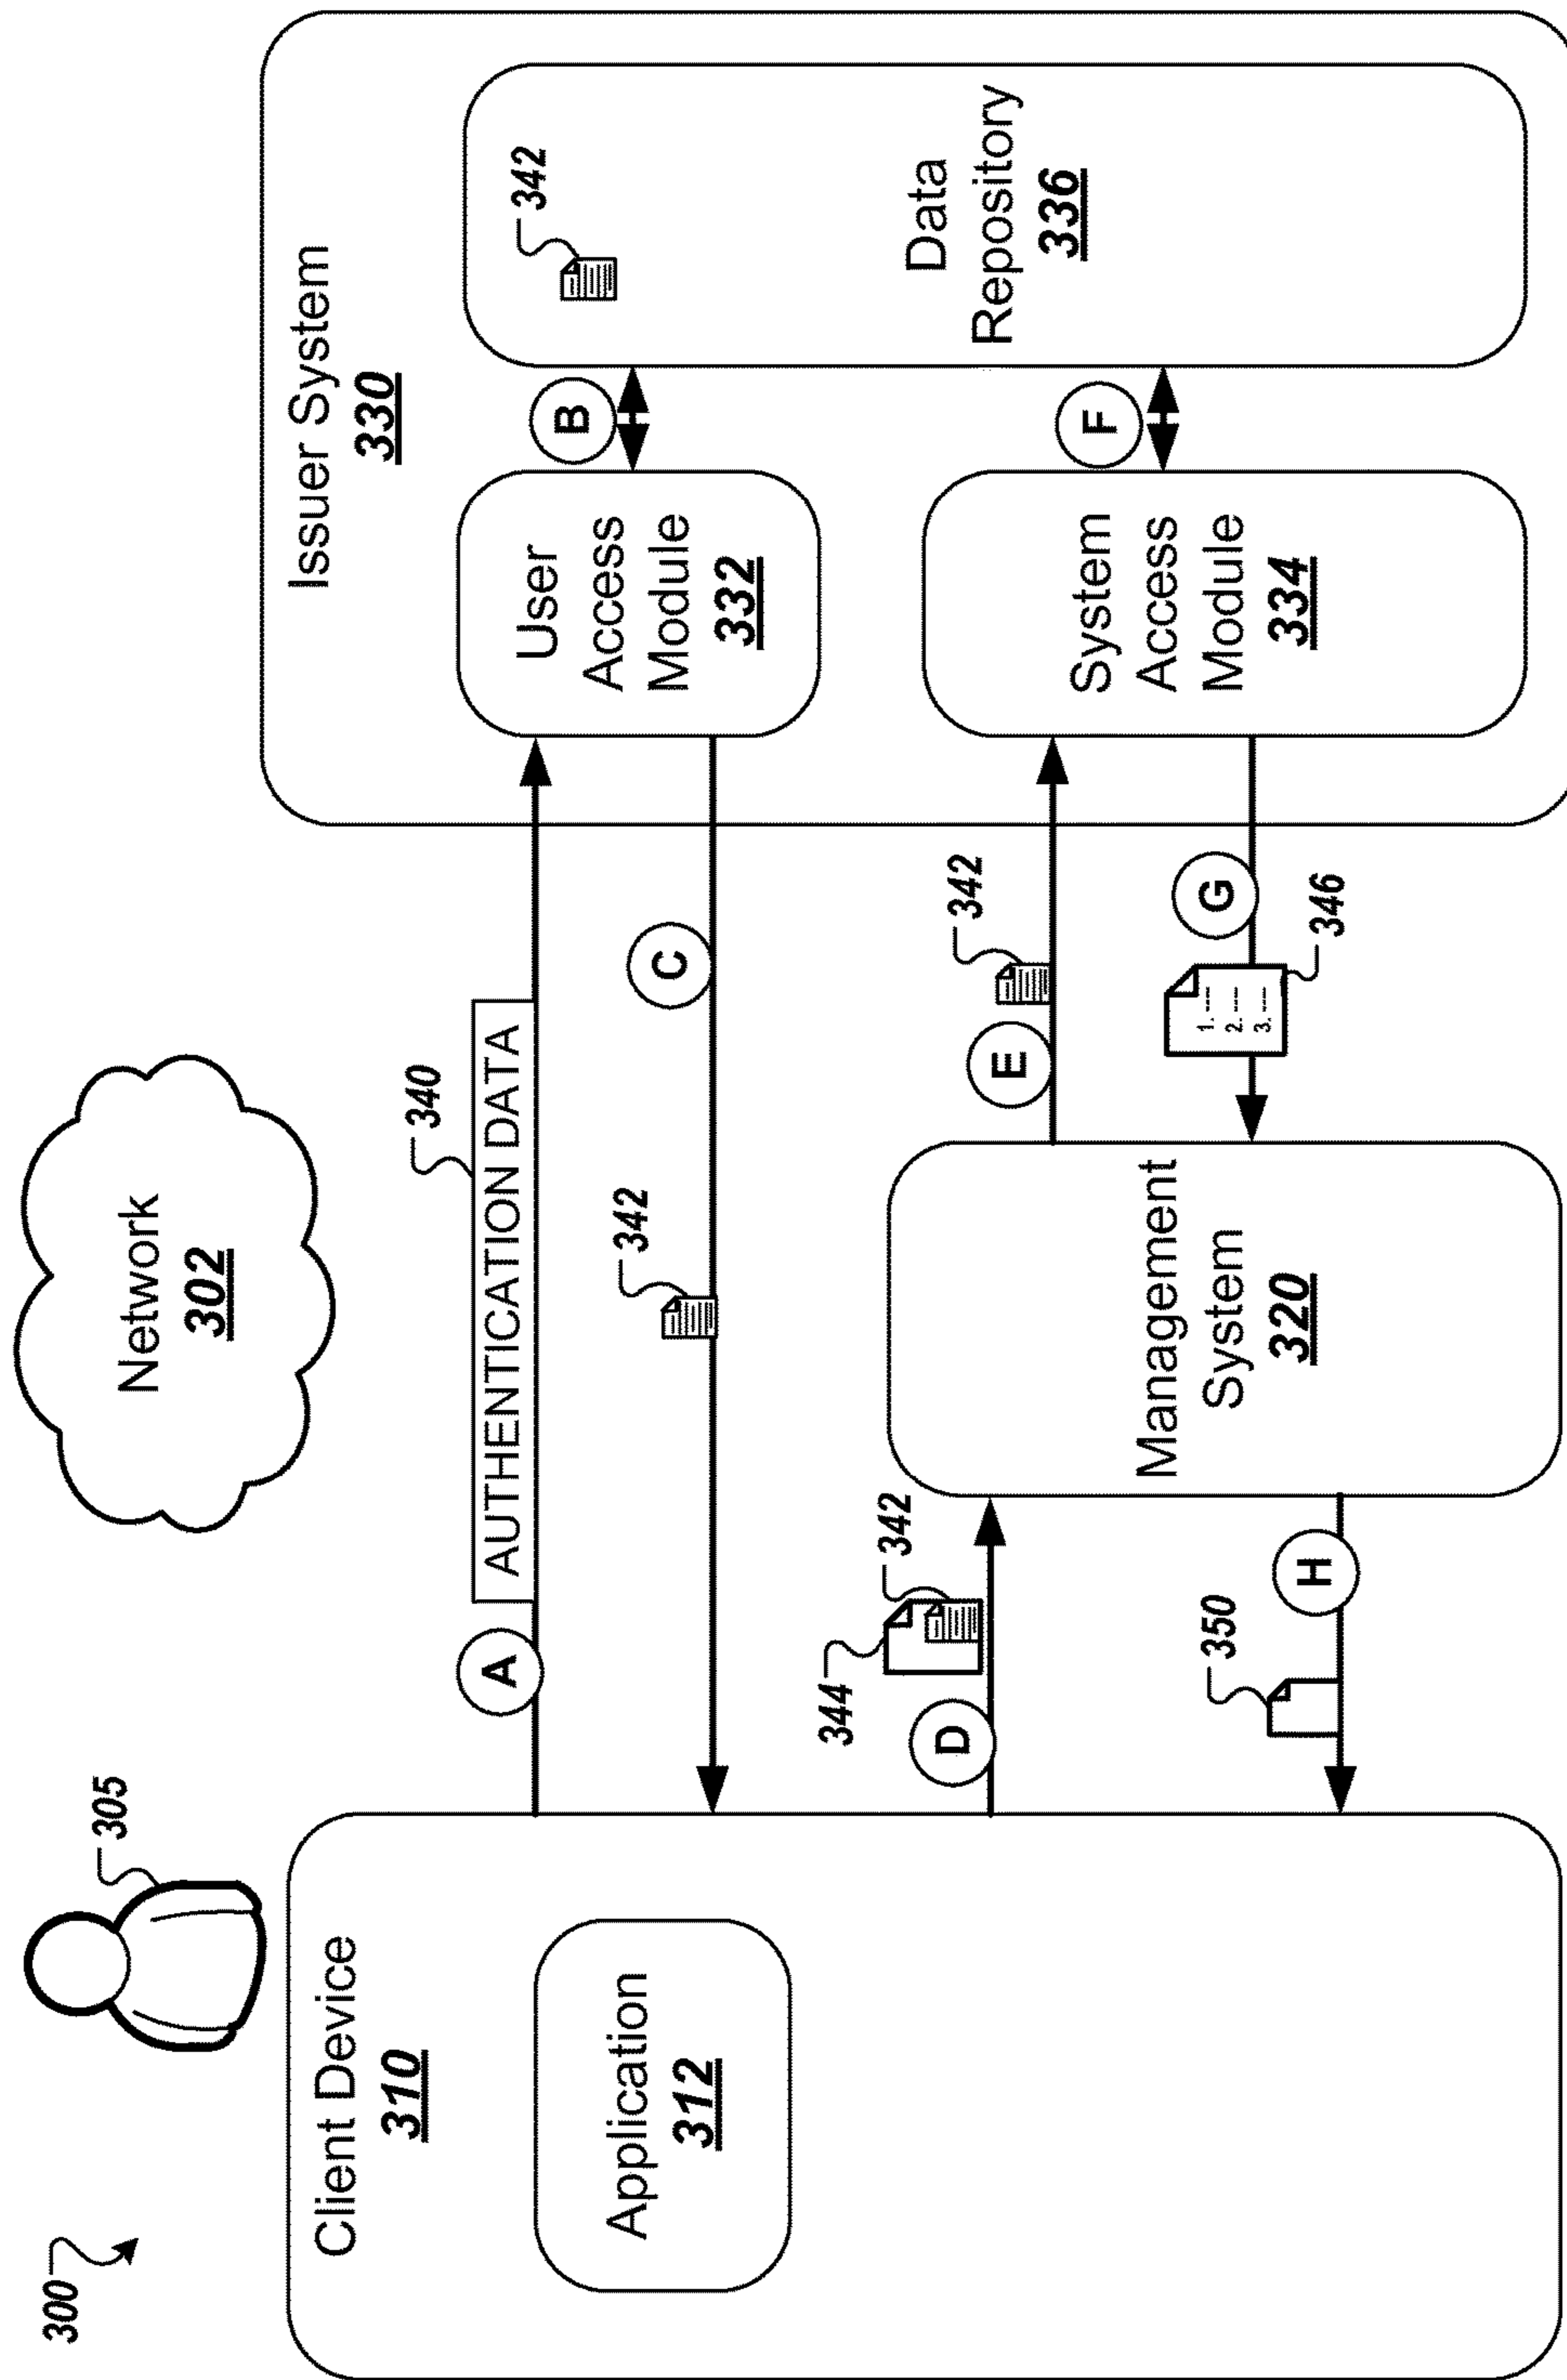 300
305
Network
302
Client Device
310
Application
312
A
340
AUTHENTICATION DATA
C
342
344
342
D
H
350
Management
System
320
E
342
G
346
1. ---
2. ---
3. ---
Issuer System
330
User
Access
Module
332
B
System
Access
Module
334
F
342
Data
Repository
336